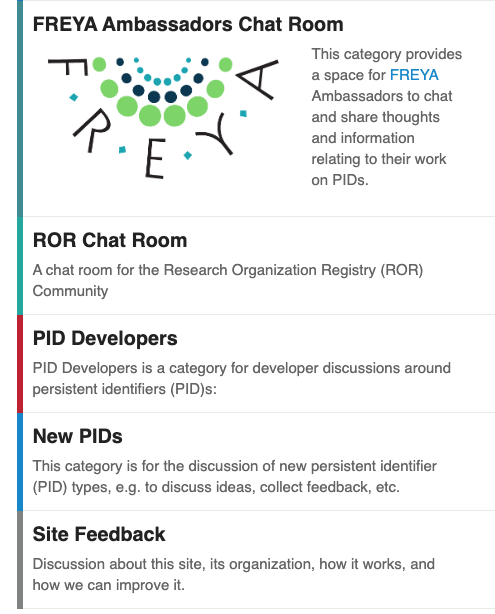 FREYA Ambassadors Chat Room
FREYA
This category provides
a space for FREYA
Ambassadors to chat
and share thoughts
and information
relating to their work
on PIDs.
ROR Chat Room
A chat room for the Research Organization Registry (ROR)
Community
PID Developers
PID Developers is a category for developer discussions around
persistent identifiers (PID)s:
New PIDs
This category is for the discussion of new persistent identifier
(PID) types, e.g. to discuss ideas, collect feedback, etc.
Site Feedback
Discussion about this site, its organization, how it works, and
how we can improve it.